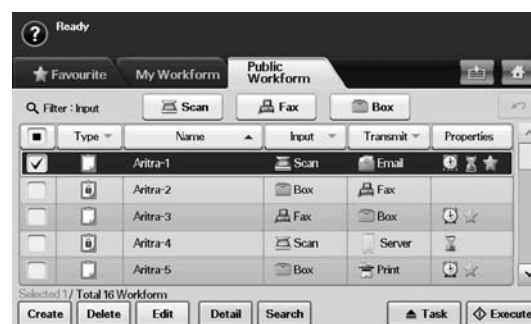 Ready
Favourite My Workform Public Workform
Filter : Input Scan Fax Box
Type Name Input Transmit Properties
Aritra-1 Scan Email
Aritra-2 Box Fax
Aritra-3 Fax Box
Aritra-4 Scan Server
Aritra-5 Box Print
Selected 1/ Total 16 Workform
Create Delete Edit Detail Search Task Execute